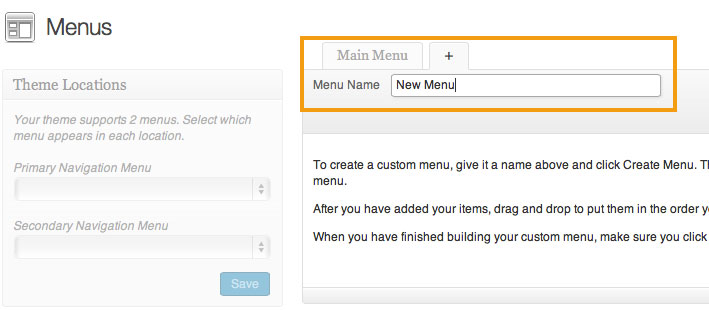 Menus
Theme Locations
Your theme supports 2 menus. Select which
menu appears in each location.
Primary Navigation Menu
Secondary Navigation Menu
Save
Main Menu +
Menu Name New Menu
To create a custom menu, give it a name above and click Create Menu.
menu.
After you have added your items, drag and drop to put them in the order
When you have finished building your custom menu, make sure you click